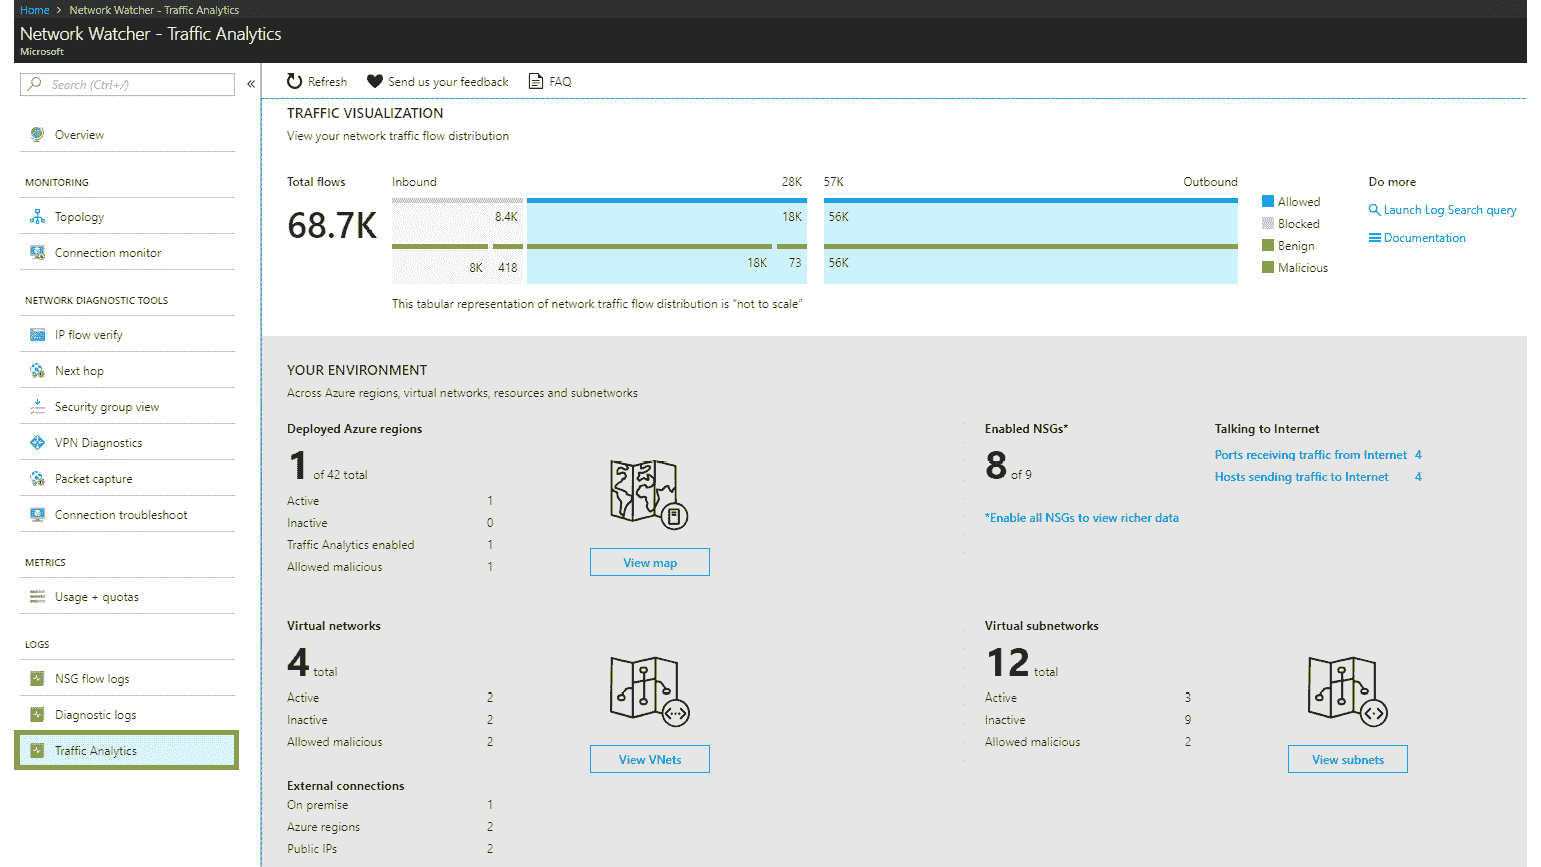 Home > Network Watcher - Traffic Analytics
Network Watcher - Traffic Analytics
Microsoft
Search (Ctrl+/)
«
Overview
MONITORING
Topology
Connection monitor
NETWORK DIAGNOSTIC TOOLS
IP flow verify
Next hop
Security group view
VPN Diagnostics
Packet capture
Connection troubleshoot
METRICS
Usage + quotas
LOGS
NSG flow logs
Diagnostic logs
Traffic Analytics
Refresh Send us your feedback FAQ
TRAFFIC VISUALIZATION
View your network traffic flow distribution
Total flows
68.7K
Inbound 28K 57K Outbound
8.4K 18K 56K
8K 418 18K 73 56K
This tabular representation of network traffic flow distribution is “not to scale”
Allowed
Blocked
Benign
Malicious
Do more
Launch Log Search query
Documentation
YOUR ENVIRONMENT
Across Azure regions, virtual networks, resources and subnetworks
Deployed Azure regions
1 of 42 total
Active 1
Inactive 0
Traffic Analytics enabled 1
Allowed malicious 1
View map
Enabled NSGs*
8 of 9
*Enable all NSGs to view richer data
Talking to Internet
Ports receiving traffic from Internet 4
Hosts sending traffic to Internet 4
Virtual networks
4 total
Active 2
Inactive 2
Allowed malicious 2
View VNets
Virtual subnetworks
12 total
Active 3
Inactive 9
Allowed malicious 2
View subnets
External connections
On premise 1
Azure regions 2
Public IPs 2